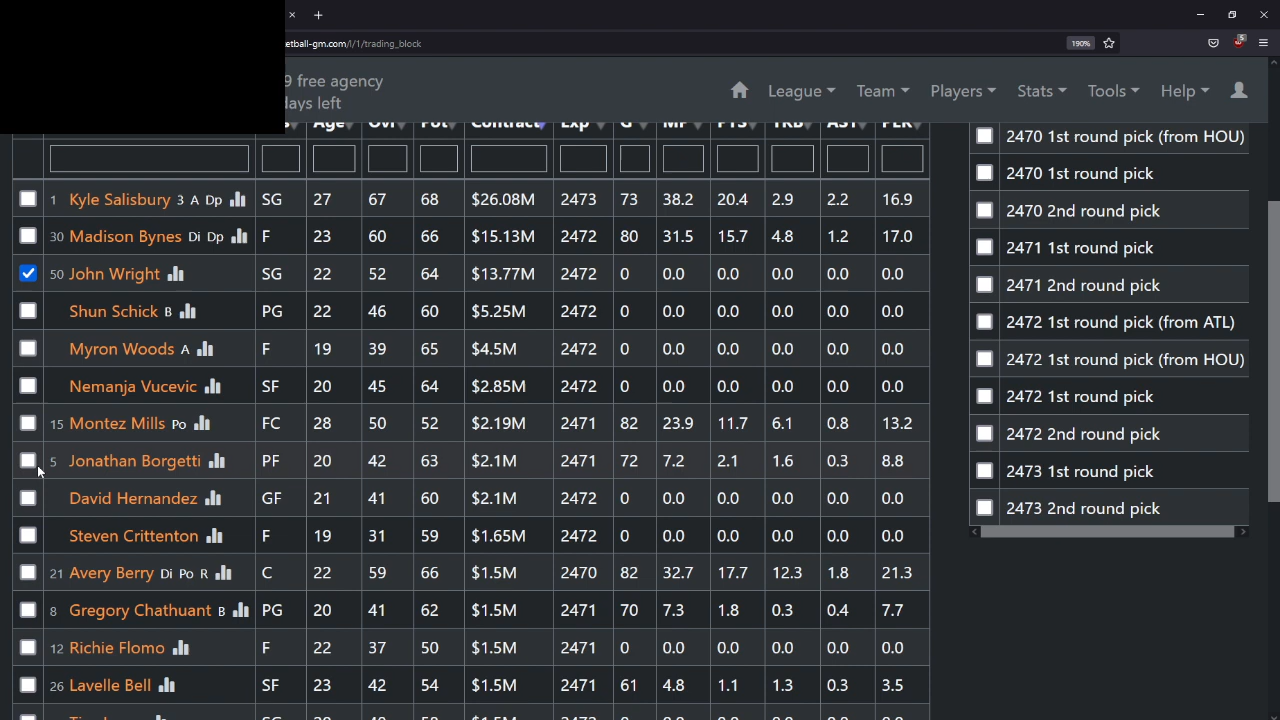 etball-gm.com/l/1/trading_block
190%
5
9 free agency
days left
League Team Players Stats Tools Help
Age Ovr Pot Contract Exp G MP PTS TRB AST PER
1 Kyle Salisbury 3 A Dp SG 27 67 68 $26.08M 2473 73 38.2 20.4 2.9 2.2 16.9
30 Madison Bynes Di Dp F 23 60 66 $15.13M 2472 80 31.5 15.7 4.8 1.2 17.0
50 John Wright SG 22 52 64 $13.77M 2472 0 0.0 0.0 0.0 0.0 0.0
Shun Schick B PG 22 46 60 $5.25M 2472 0 0.0 0.0 0.0 0.0 0.0
Myron Woods A F 19 39 65 $4.5M 2472 0 0.0 0.0 0.0 0.0 0.0
Nemanja Vucevic SF 20 45 64 $2.85M 2472 0 0.0 0.0 0.0 0.0 0.0
15 Montez Mills Po FC 28 50 52 $2.19M 2471 82 23.9 11.7 6.1 0.8 13.2
5 Jonathan Borgetti PF 20 42 63 $2.1M 2471 72 7.2 2.1 1.6 0.3 8.8
David Hernandez GF 21 41 60 $2.1M 2472 0 0.0 0.0 0.0 0.0 0.0
Steven Crittenton F 19 31 59 $1.65M 2472 0 0.0 0.0 0.0 0.0 0.0
21 Avery Berry Di Po R C 22 59 66 $1.5M 2470 82 32.7 17.7 12.3 1.8 21.3
8 Gregory Chathuant B PG 20 41 62 $1.5M 2471 70 7.3 1.8 0.3 0.4 7.7
12 Richie Flomo F 22 37 50 $1.5M 2471 0 0.0 0.0 0.0 0.0 0.0
26 Lavelle Bell SF 23 42 54 $1.5M 2471 61 4.8 1.1 1.3 0.3 3.5
2470 1st round pick (from HOU)
2470 1st round pick
2470 2nd round pick
2471 1st round pick
2471 2nd round pick
2472 1st round pick (from ATL)
2472 1st round pick (from HOU)
2472 1st round pick
2472 2nd round pick
2473 1st round pick
2473 2nd round pick